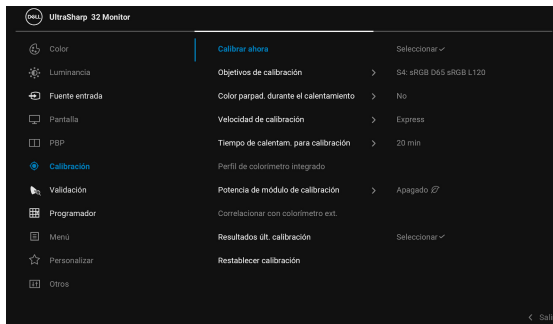 DELL UltraSharp 32 Monitor
Color
Calibrar ahora Seleccionar
Luminancia
Objetivos de calibración > S4: sRGB D65 sRGB L120
Fuente entrada
Color parpad. durante el calentamiento > No
Pantalla
Velocidad de calibración > Express
PBP
Tiempo de calentam. para calibración > 20 min
Calibración
Perfil de colorímetro integrado
Validación
Potencia de módulo de calibración > Apagado
Programador
Correlacionar con colorímetro ext.
Menú
Resultados últ. calibración Seleccionar
Personalizar
Restablecer calibración
Otros
< Sali